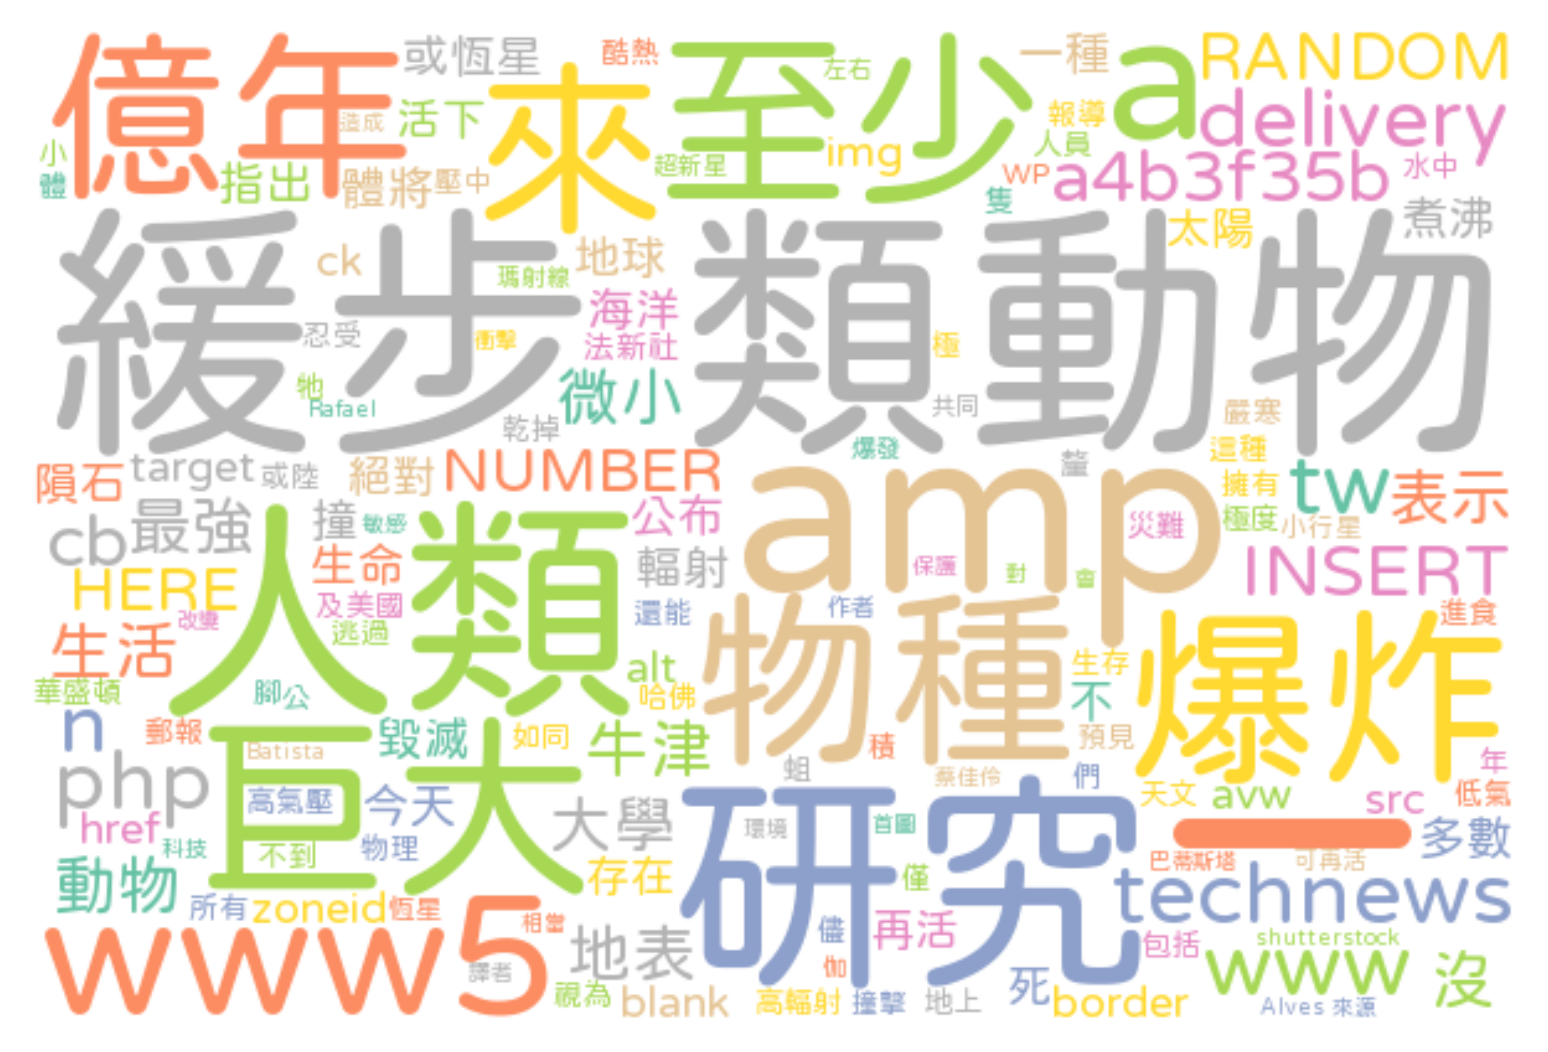 億年 或恆星 酷熱 至少 左右 一種 a RANDOM
造成 活下 來 img 報導 delivery
小 體 指出 體將 壓中 超新星 人員 WP a4b3f35b 水中
隻 太陽 煮沸
緩步 類動物
ck 瑪射線 地球
忍受 衝擊 海洋 法新社 極
牠 Rafael 微小 共同 嚴寒
乾掉 爆發 這種
隕石 target 或陸 絕對 NUMBER amp 釐 擁有 tw 表示
cb 最強 撞 敏感 公布 災難 極度 小行星
HERE 生命 人類 輻射 保護 對 會 INSERT
改變 及美國 還能 作者 進食
生活 逃過 alt 物種 生存 爆炸
華盛頓 腳公 哈佛 不
n 郵報 Batista 毀滅 如同 牛津 積 預見
php 巨大 蛆 蔡佳伶 們 年
高氣壓 今天 大學 研究 天文 avw src 低氣
href 科技 不到 物理 環境 首圖 一 多數
動物 存在 僅 巴蒂斯塔 可再活
所有 zoneid 恆星 technews
www 5 相當 地表 儘 再活 包括 shutterstock
譯者 伽 www 沒
視為 blank 高輻射 撞擊 地上 死 border Alves 來源